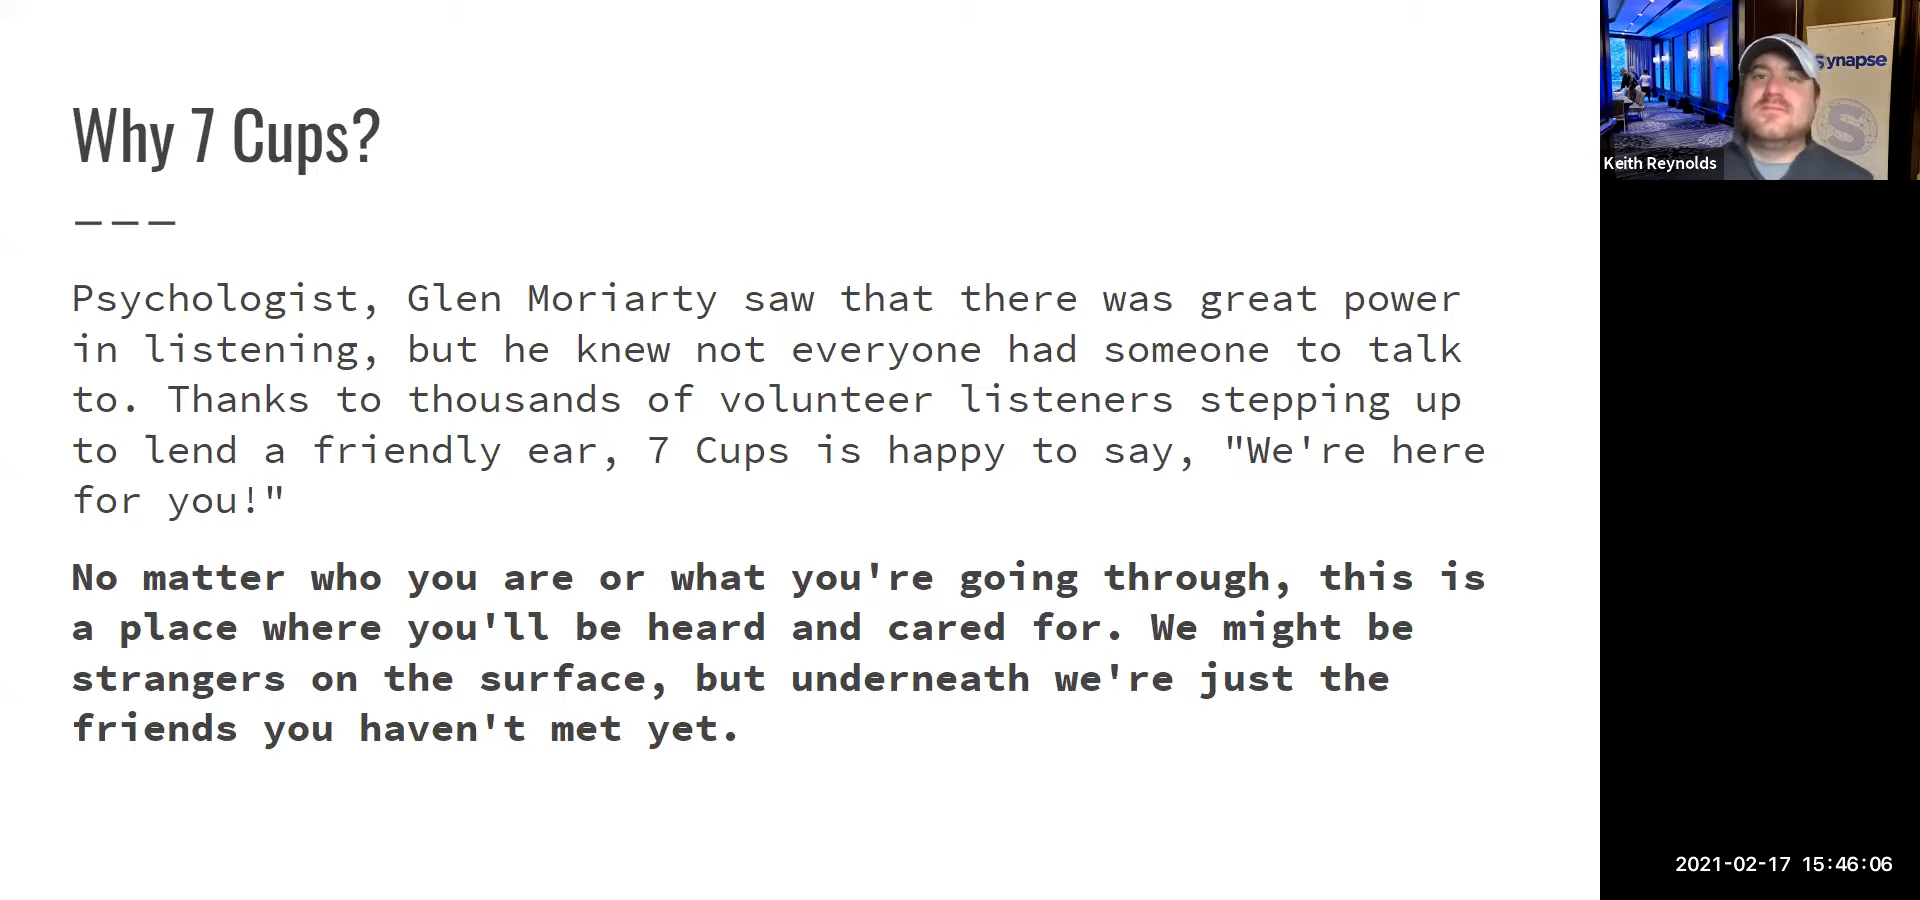 Why 7 Cups?
———
Psychologist, Glen Moriarty saw that there was great power
in listening, but he knew not everyone had someone to talk
to. Thanks to thousands of volunteer listeners stepping up
to lend a friendly ear, 7 Cups is happy to say, "We're here
for you!"
No matter who you are or what you're going through, this is
a place where you'll be heard and cared for. We might be
strangers on the surface, but underneath we're just the
friends you haven't met yet.
Synapse
S
Keith Reynolds
2021-02-17 15:46:06